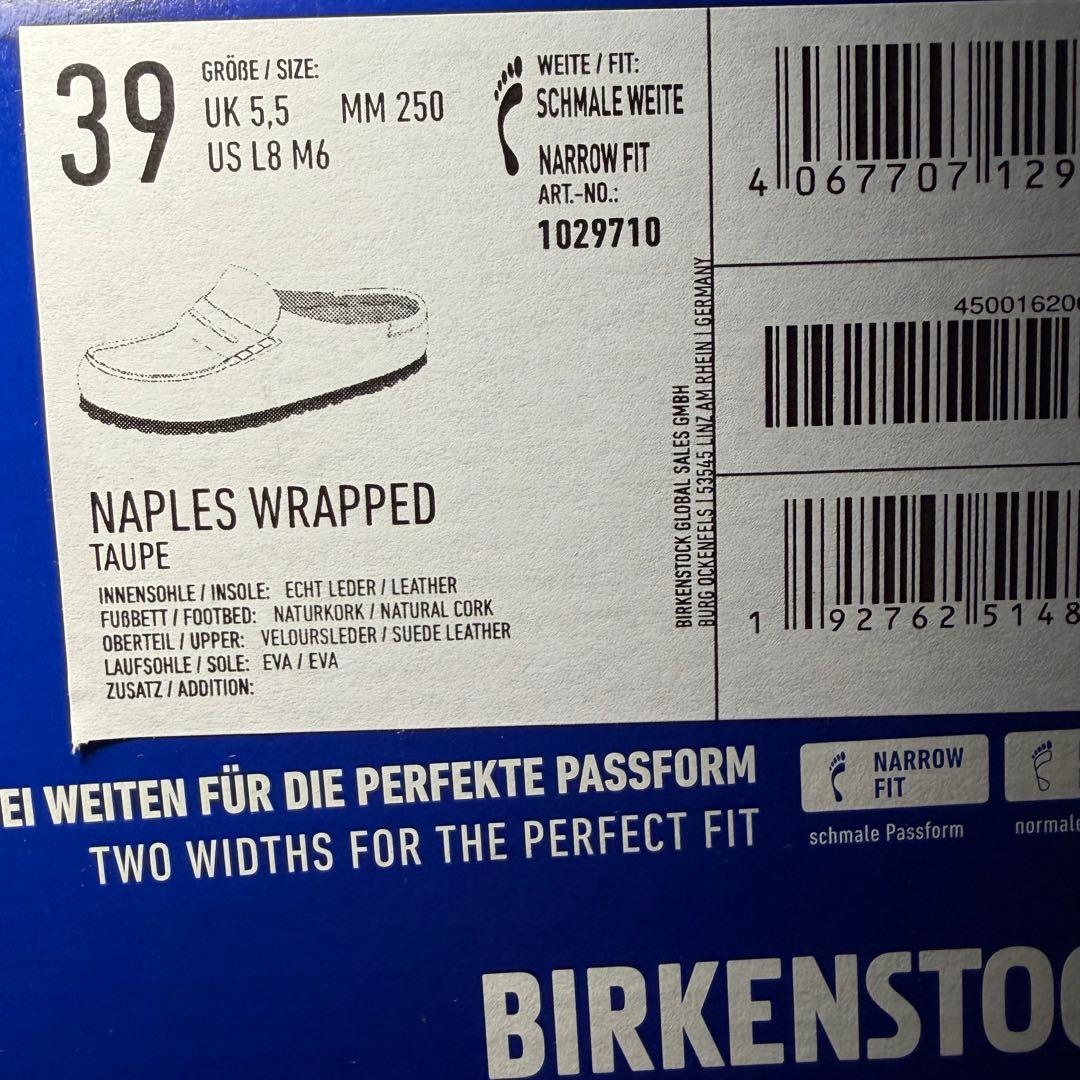 39
GRÖßE / SIZE:
UK 5,5 MM 250
US L8 M6
WEITE / FIT:
SCHMALE WEITE
NARROW FIT
ART.-NO.:
1029710
NAPLES WRAPPED
TAUPE
INNENSOHLE / INSOLE: ECHT LEDER / LEATHER
FUßBETT / FOOTBED: NATURKORK / NATURAL CORK
OBERTEIL / UPPER: VELOURSLEDER / SUEDE LEATHER
LAUFSOHLE / SOLE: EVA / EVA
ZUSATZ / ADDITION:
BIRKENSTOCK GLOBAL SALES GMBH
BURG OCKENFELS | 53545 LINZ AM RHEIN | GERMANY
4 067707 129
45001620
1 92762 5148
EI WEITEN FÜR DIE PERFEKTE PASSFORM
TWO WIDTHS FOR THE PERFECT FIT
NARROW
FIT
schmale Passform
normale
BIRKENSTO